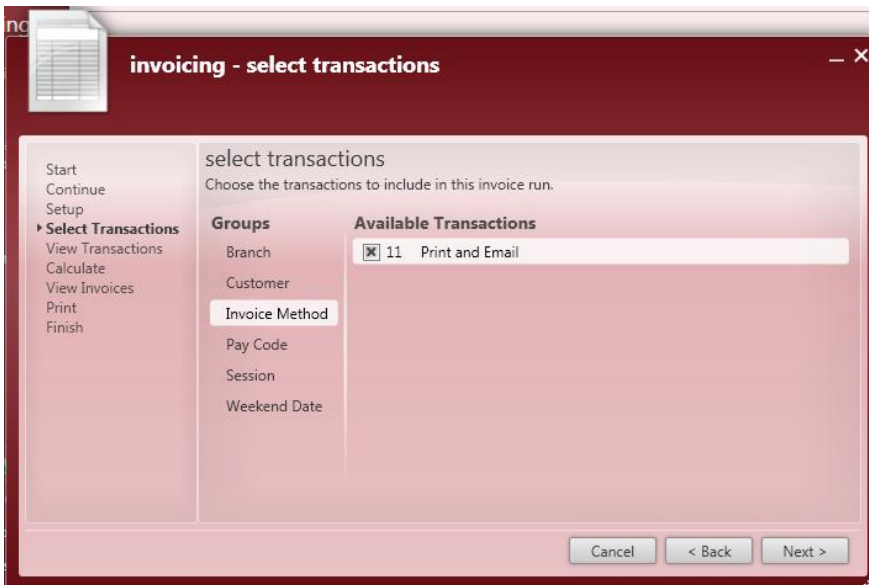 ing
invoicing - select transactions
Start
Continue
Setup
Select Transactions
View Transactions
Calculate
View Invoices
Print
Finish
select transactions
Choose the transactions to include in this invoice run.
Groups
Branch
Customer
Invoice Method
Pay Code
Session
Weekend Date
Available Transactions
11 Print and Email
Cancel
< Back
Next >